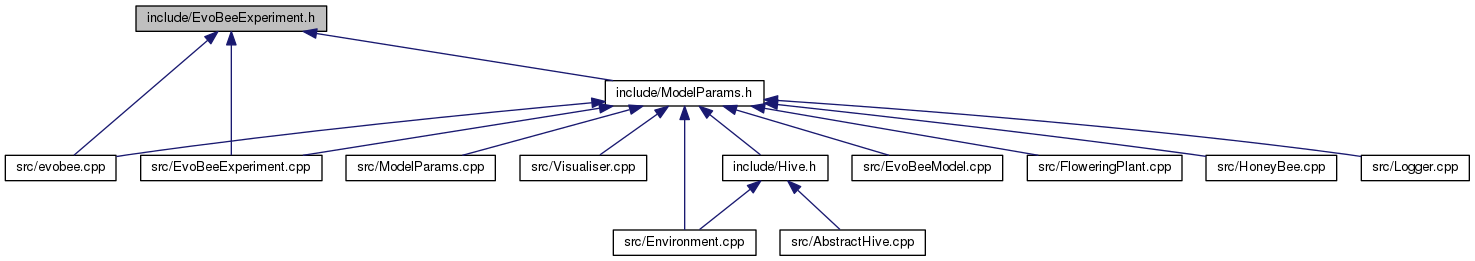 include/EvoBeeExperiment.h
include/ModelParams.h
src/evobee.cpp
src/EvoBeeExperiment.cpp
src/ModelParams.cpp
src/Visualiser.cpp
include/Hive.h
src/EvoBeeModel.cpp
src/FloweringPlant.cpp
src/HoneyBee.cpp
src/Logger.cpp
src/Environment.cpp
src/AbstractHive.cpp